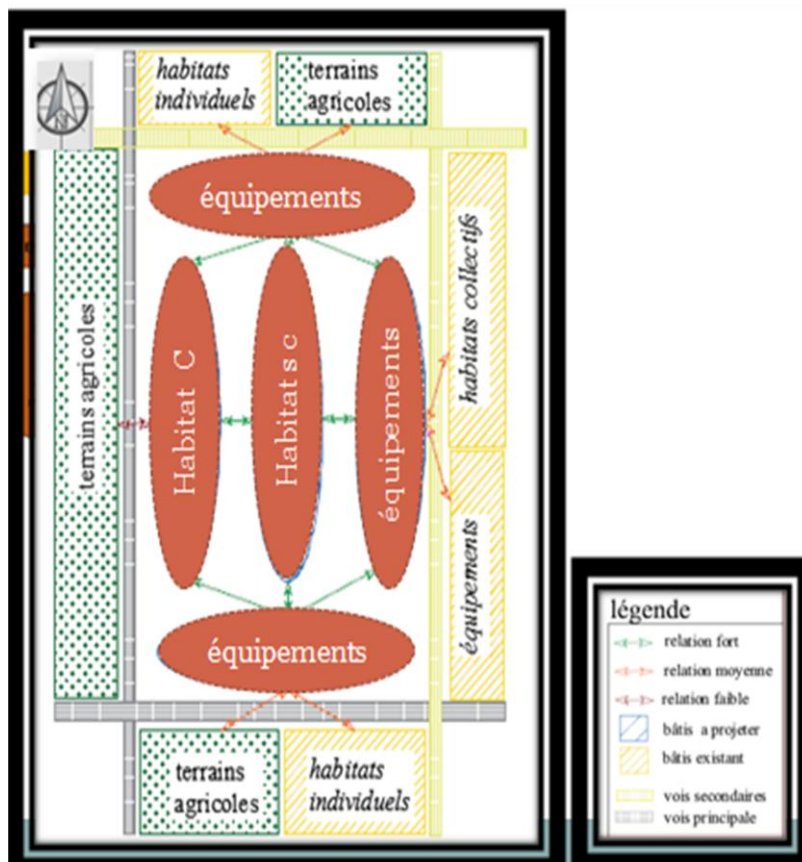 N
habitats
individuels
terrains
agricoles
équipements
terrains agricoles
Habitat C
Habitat s c
équipements
habitats collectifs
équipements
équipements
terrains
agricoles
habitats
individuels
légende
relation fort
relation moyenne
relation faible
bâtis a projeter
bâtis existant
vois secondaires
vois principale